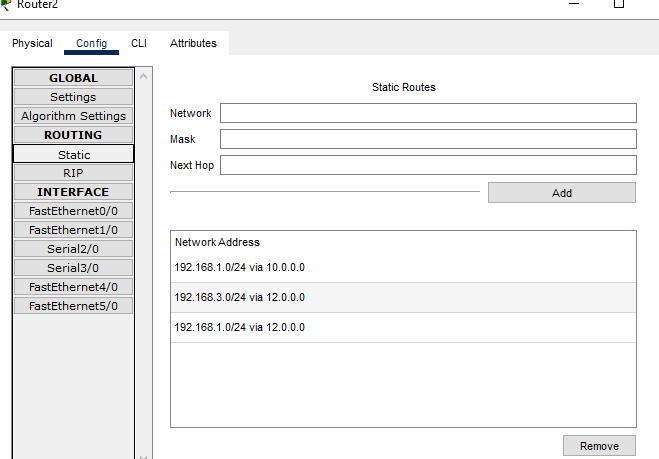 Router2
Physical Config CLI Attributes
GLOBAL
Settings
Algorithm Settings
ROUTING
Static
RIP
INTERFACE
FastEthernet0/0
FastEthernet1/0
Serial2/0
Serial3/0
FastEthernet4/0
FastEthernet5/0
Static Routes
Network
Mask
Next Hop
Add
Network Address
192.168.1.0/24 via 10.0.0.0
192.168.3.0/24 via 12.0.0.0
192.168.1.0/24 via 12.0.0.0
Remove